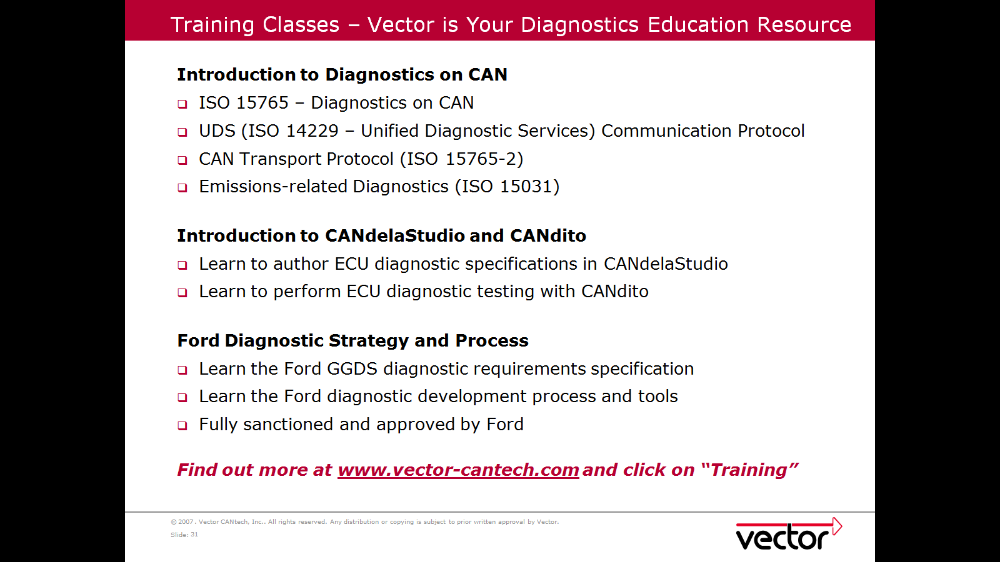 Training Classes – Vector is Your Diagnostics Education Resource
Introduction to Diagnostics on CAN
ISO 15765 – Diagnostics on CAN
UDS (ISO 14229 – Unified Diagnostic Services) Communication Protocol
CAN Transport Protocol (ISO 15765-2)
Emissions-related Diagnostics (ISO 15031)
Introduction to CANdelaStudio and CANdito
Learn to author ECU diagnostic specifications in CANdelaStudio
Learn to perform ECU diagnostic testing with CANdito
Ford Diagnostic Strategy and Process
Learn the Ford GGDS diagnostic requirements specification
Learn the Ford diagnostic development process and tools
Fully sanctioned and approved by Ford
Find out more at www.vector-cantech.com and click on “Training”
© 2007 . Vector CANtech, Inc.. All rights reserved. Any distribution or copying is subject to prior written approval by Vector.
Slide: 31
vector